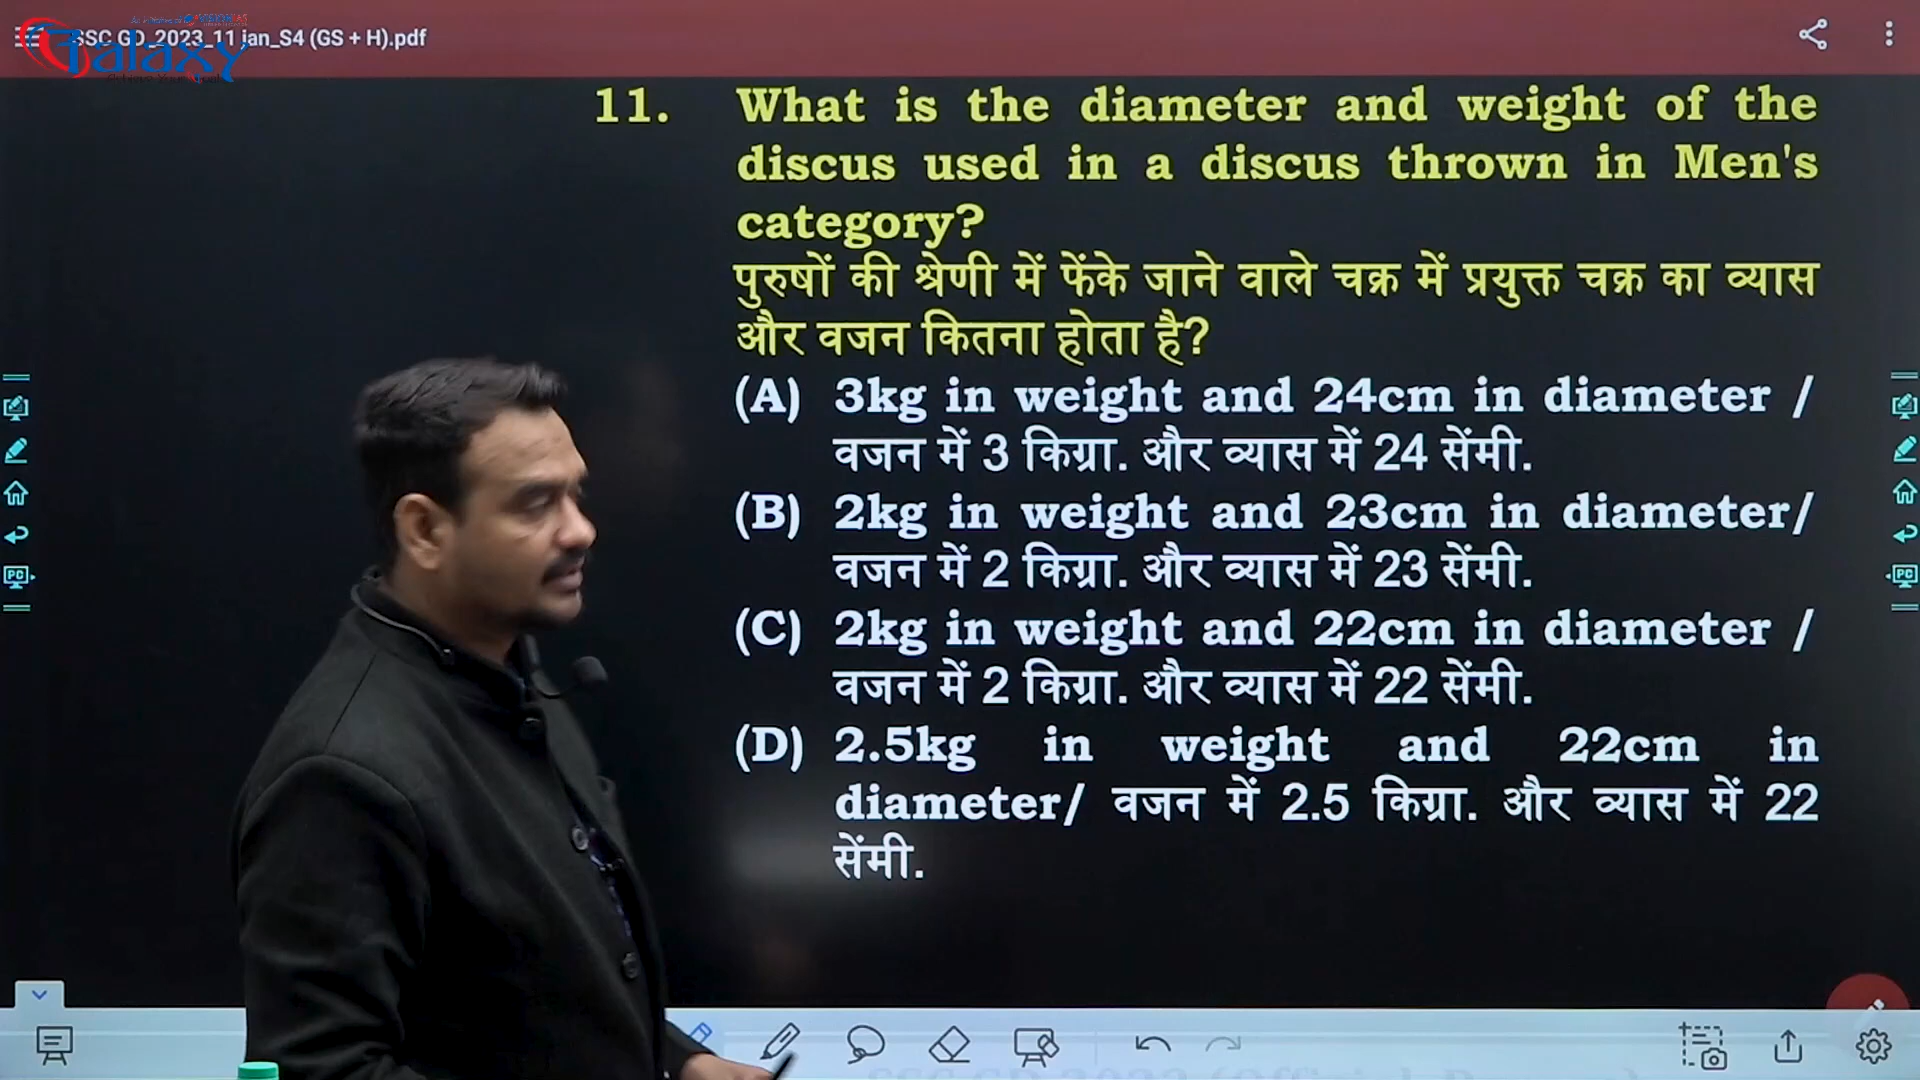 SSC GD_2023_11 jan_S4 (GS + H).pdf
Galaxy
11. What is the diameter and weight of the
discus used in a discus thrown in Men's
category?
पुरुषों की श्रेणी में फेंके जाने वाले चक्र में प्रयुक्त चक्र का व्यास
और वजन कितना होता है?
(A) 3kg in weight and 24cm in diameter /
वजन में 3 किग्रा. और व्यास में 24 सेंमी.
(B) 2kg in weight and 23cm in diameter/
वजन में 2 किग्रा. और व्यास में 23 सेंमी.
(C) 2kg in weight and 22cm in diameter /
वजन में 2 किग्रा. और व्यास में 22 सेंमी.
(D) 2.5kg in weight and 22cm in
diameter/ वजन में 2.5 किग्रा. और व्यास में 22
सेंमी.
PC
PC